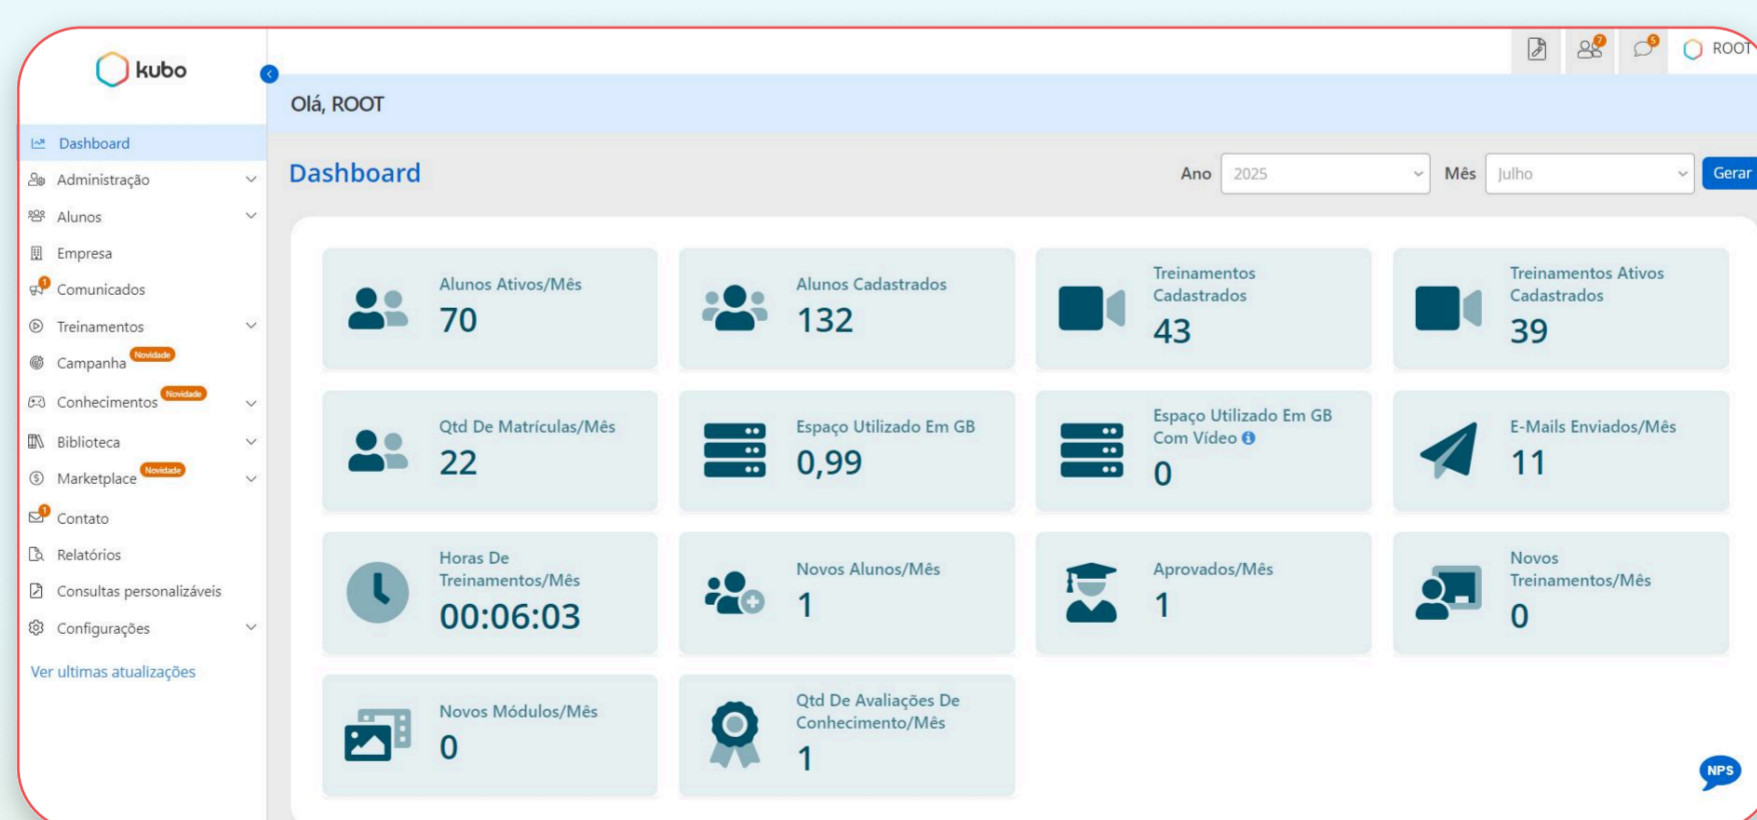 kubo
7
5
ROOT
Olá, ROOT
Dashboard
Administração
Alunos
Empresa
1
Comunicados
Treinamentos
Campanha Novidade
Conhecimentos Novidade
Biblioteca
Marketplace Novidade
1
Contato
Relatórios
Consultas personalizáveis
Configurações
Ver ultimas atualizações
Dashboard
Ano 2025 Mês Julho Gerar
Alunos Ativos/Mês
70
Alunos Cadastrados
132
Treinamentos
Cadastrados
43
Treinamentos Ativos
Cadastrados
39
Qtd De Matrículas/Mês
22
Espaço Utilizado Em GB
0,99
Espaço Utilizado Em GB
Com Vídeo
0
E-Mails Enviados/Mês
11
Horas De
Treinamentos/Mês
00:06:03
Novos Alunos/Mês
1
Aprovados/Mês
1
Novos
Treinamentos/Mês
0
Novos Módulos/Mês
0
Qtd De Avaliações De
Conhecimento/Mês
1
NPS